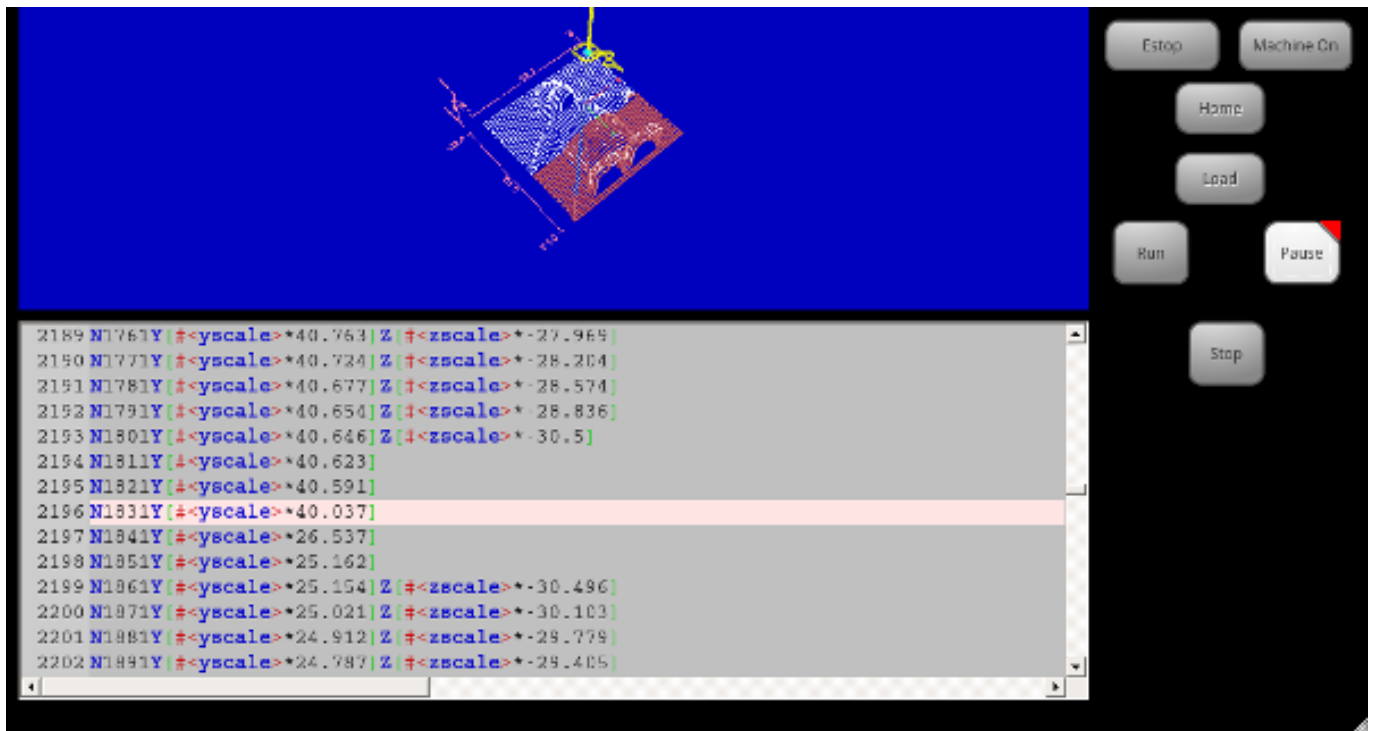 Estop
Machine On
Home
Load
Run
Pause
Stop
2189 N1761Y[#<yscale>*40.763]Z[#<zscale>*-27.969]
2190 N1771Y[#<yscale>*40.724]Z[#<zscale>*-28.204]
2191 N1781Y[#<yscale>*40.677]Z[#<zscale>*-28.574]
2192 N1791Y[#<yscale>*40.654]Z[#<zscale>*-28.836]
2193 N1801Y[#<yscale>*40.646]Z[#<zscale>*-30.5]
2194 N1811Y[#<yscale>*40.623]
2195 N1821Y[#<yscale>*40.591]
2196 N1831Y[#<yscale>*40.037]
2197 N1841Y[#<yscale>*26.537]
2198 N1851Y[#<yscale>*25.162]
2199 N1861Y[#<yscale>*25.154]Z[#<zscale>*-30.496]
2200 N1871Y[#<yscale>*25.021]Z[#<zscale>*-30.103]
2201 N1881Y[#<yscale>*24.912]Z[#<zscale>*-29.779]
2202 N1891Y[#<yscale>*24.787]Z[#<zscale>*-29.405]